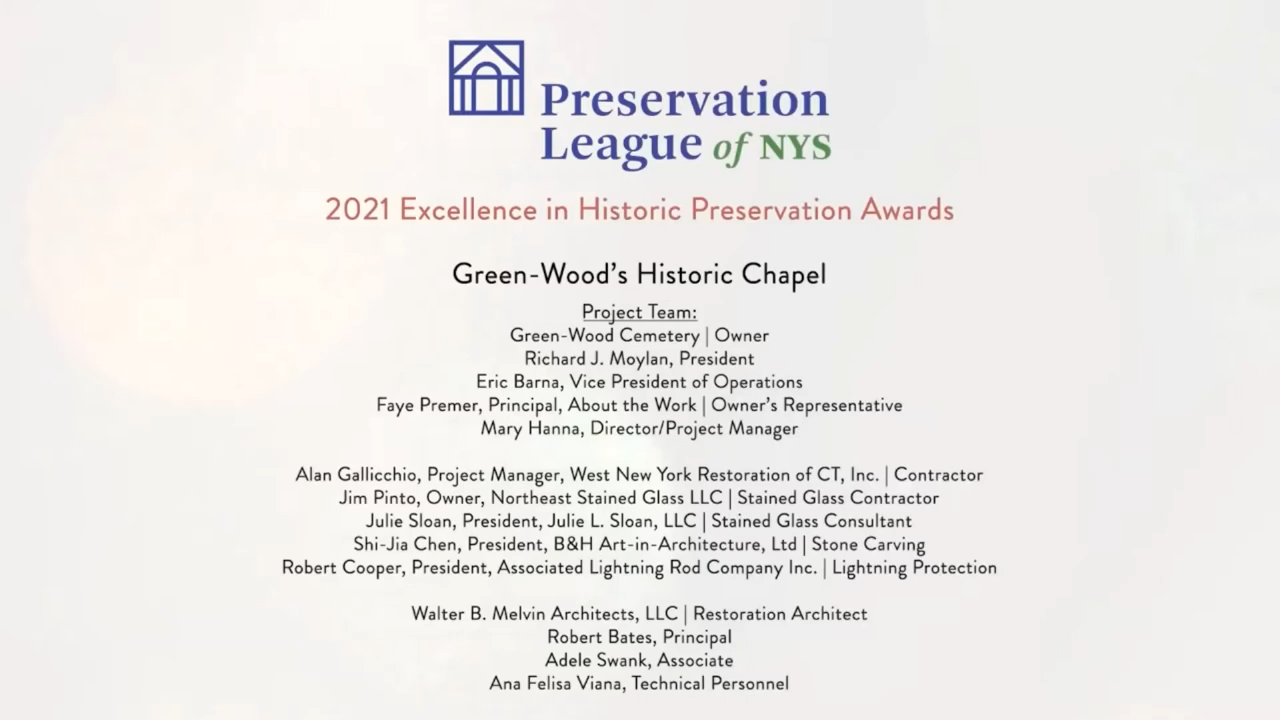 Preservation
League of NYS
2021 Excellence in Historic Preservation Awards
Green-Wood's Historic Chapel
Project Team:
Green-Wood Cemetery | Owner
Richard J. Moylan, President
Eric Barna, Vice President of Operations
Faye Premer, Principal, About the Work | Owner's Representative
Mary Hanna, Director/Project Manager
Alan Gallicchio, Project Manager, West New York Restoration of CT, Inc. | Contractor
Jim Pinto, Owner, Northeast Stained Glass LLC | Stained Glass Contractor
Julie Sloan, President, Julie L. Sloan, LLC | Stained Glass Consultant
Shi-Jia Chen, President, B&H Art-in-Architecture, Ltd | Stone Carving
Robert Cooper, President, Associated Lightning Rod Company Inc. | Lightning Protection
Walter B. Melvin Architects, LLC | Restoration Architect
Robert Bates, Principal
Adele Swank, Associate
Ana Felisa Viana, Technical Personnel